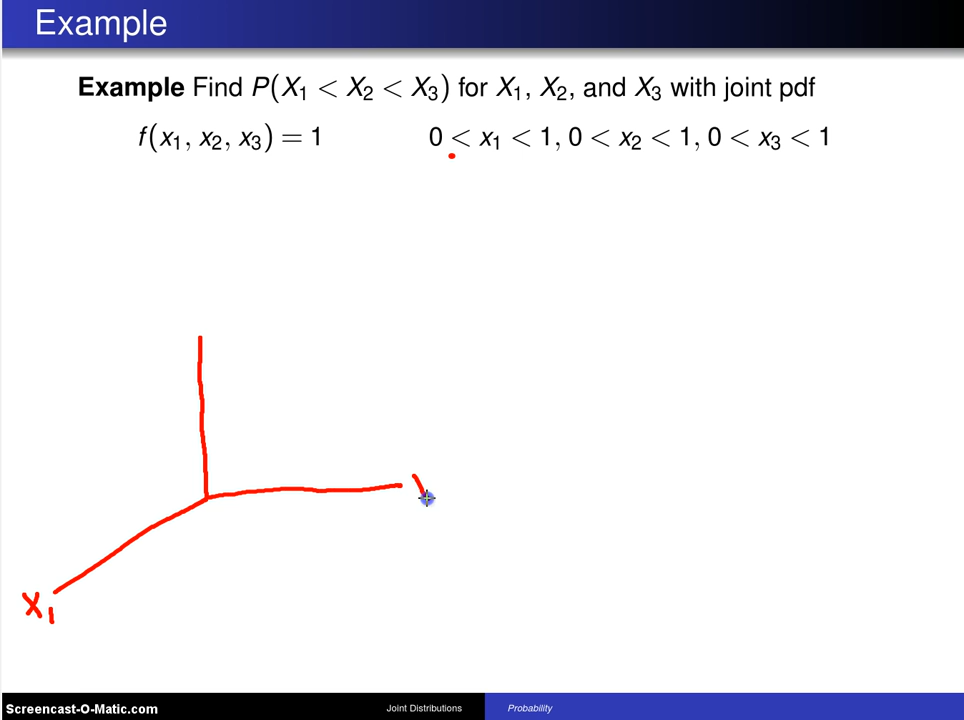 Example
Example Find P(X₁ < X₂ < X₃) for X₁, X₂, and X₃ with joint pdf
f(x₁, x₂, x₃) = 1 0 < x₁ < 1, 0 < x₂ < 1, 0 < x₃ < 1
X₁
Screencast-O-Matic.com Joint Distributions Probability